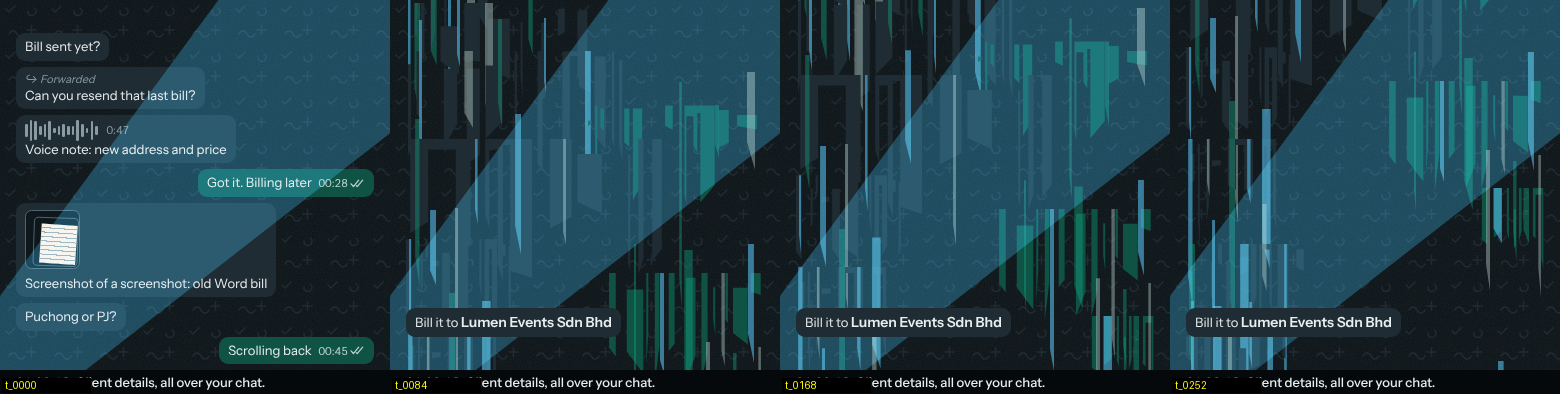 Bill sent yet?
Forwarded
Can you resend that last bill?
0:47
Voice note: new address and price
Got it. Billing later 00:28
Screenshot of a screenshot: old Word bill
Puchong or PJ?
Scrolling back 00:45
ent details, all over your chat.
t_0000
Bill it to Lumen Events Sdn Bhd
ent details, all over your chat.
t_0084
Bill it to Lumen Events Sdn Bhd
ent details, all over your chat.
t_0168
Bill it to Lumen Events Sdn Bhd
ent details, all over your chat.
t_0252